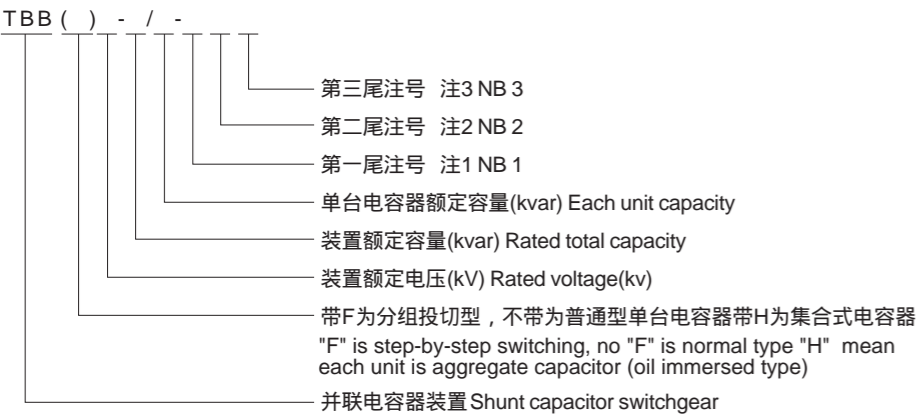 TBB( ) - / -
第三尾注号 注3 NB 3
第二尾注号 注2 NB 2
第一尾注号 注1 NB 1
单台电容器额定容量(kvar) Each unit capacity
装置额定容量(kvar) Rated total capacity
装置额定电压(kV) Rated voltage(kv)
带F为分组投切型，不带为普通型单台电容器带H为集合式电容器
"F" is step-by-step switching, no "F" is normal type "H" mean
each unit is aggregate capacitor (oil immersed type)
并联电容器装置Shunt capacitor switchgear